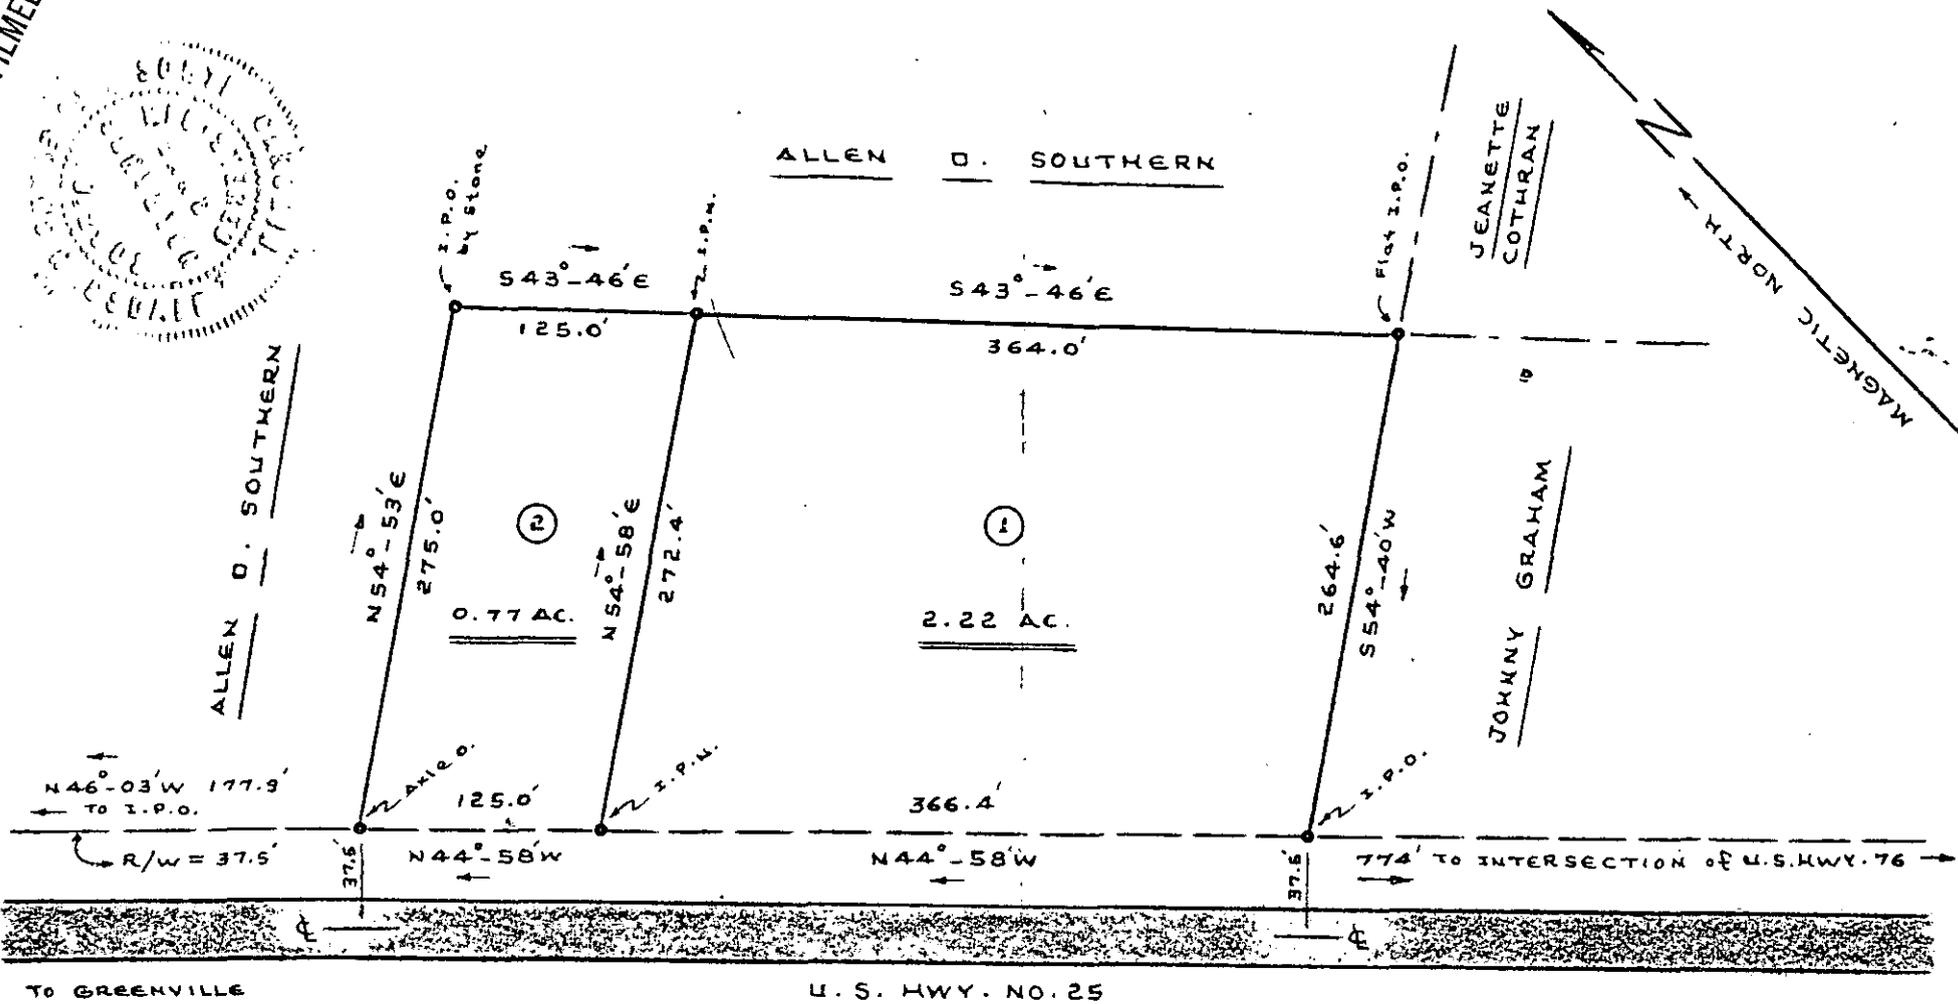 ALLEN O. SOUTHERN
JEANETTE
COTHRAN
MAGNETIC NORTH
I.P.O.
by Stone
I.P.N.
Flat I.P.O.
S43°-46'E
125.0'
S43°-46'E
364.0'
ALLEN O. SOUTHERN
N54°-53'E
275.0'
2
0.77 AC.
N54°-58'E
272.4'
1
2.22 AC.
264.6'
S54°-40'W
JOHNNY GRAHAM
N46°-03'W 177.9'
TO I.P.O.
R/W = 37.5'
Axle O.
125.0'
I.P.N.
366.4'
I.P.O.
37.5'
N44°-58'W
N44°-58'W
37.5'
774' TO INTERSECTION of U.S.HWY.76
℄
℄
TO GREENVILLE
U.S. HWY. NO. 25